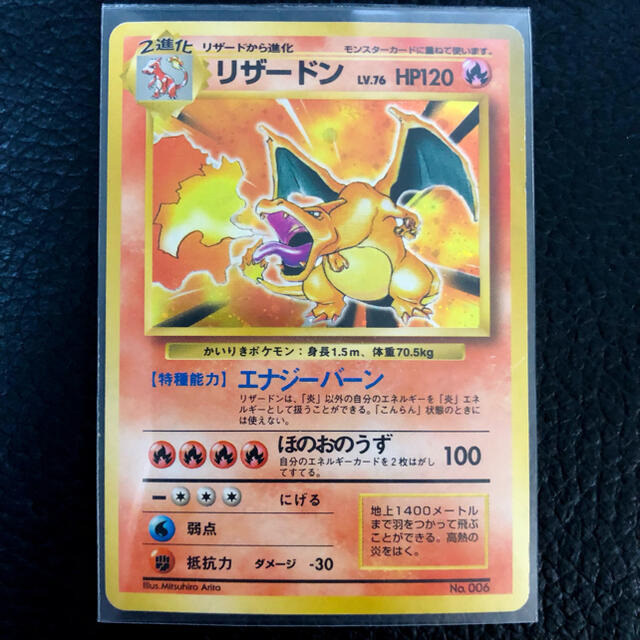 2進化 リザードから進化 モンスターカードに重ねて使います。
リザードン LV.76 HP120
かいりきポケモン：身長1.5m、体重70.5kg
【特種能力】エナジーバーン
リザードンは、「炎」以外の自分のエネルギーを「炎」エネ
ルギーとして扱うことができる。「こんらん」状態のときに
は使えない。
ほのおのうず 100
自分のエネルギーカードを2枚はがし
てすてる。
にげる
弱点
抵抗力 ダメージ -30
地上1400メートル
まで羽をつかって飛ぶ
ことができる。高熱の
炎をはく。
Illus.Mitsuhiro Arita No.006